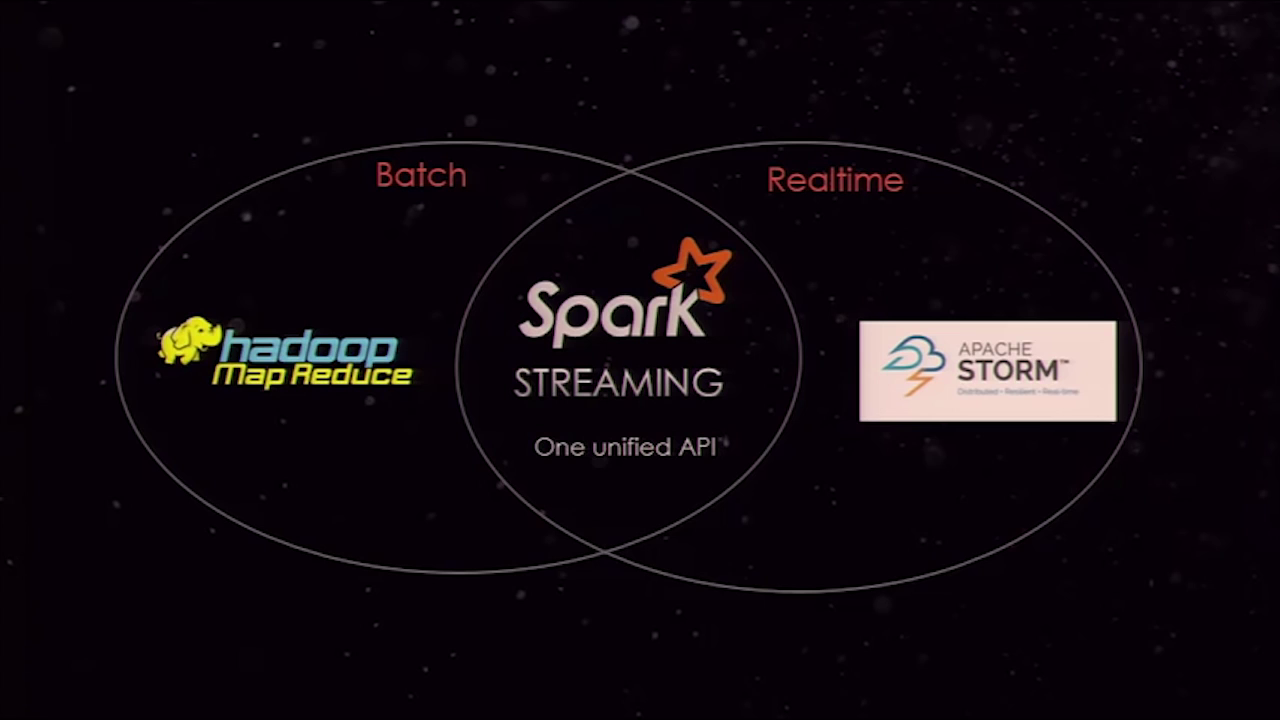 Batch
Realtime
hadoop
Map Reduce
Spark
STREAMING
One unified API
APACHE
STORM™
Distributed • Resilient • Real-time